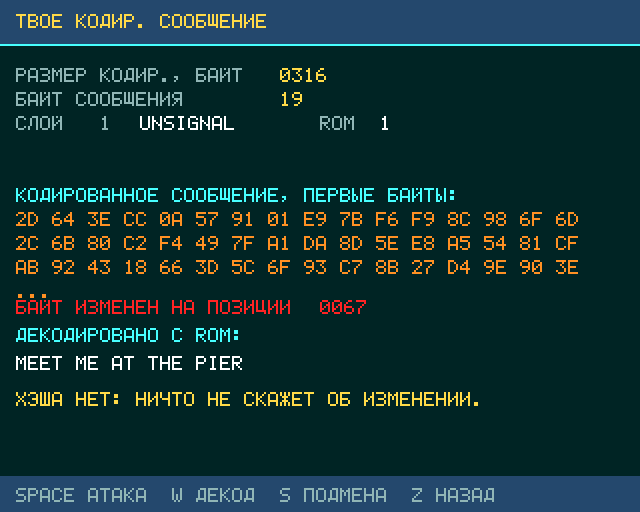 ТВОЕ КОДИР. СООБЩЕНИЕ
РАЗМЕР КОДИР., БАЙТ 0316
БАЙТ СООБЩЕНИЯ 19
СЛОЙ 1 UNSIGNAL ROM 1
КОДИРОВАННОЕ СООБЩЕНИЕ, ПЕРВЫЕ БАЙТЫ:
2D 64 3E CC 0A 57 91 01 E9 7B F6 F9 8C 98 6F 6D
2C 6B 80 C2 F4 49 7F A1 DA 8D 5E E8 A5 54 81 CF
AB 92 43 18 66 3D 5C 6F 93 C7 8B 27 D4 9E 90 3E
...
БАЙТ ИЗМЕНЕН НА ПОЗИЦИИ 0067
ДЕКОДИРОВАНО С ROM:
MEET ME AT THE PIER
ХЭША НЕТ: НИЧТО НЕ СКАЖЕТ ОБ ИЗМЕНЕНИИ.
SPACE АТАКА W ДЕКОД S ПОДМЕНА Z НАЗАД